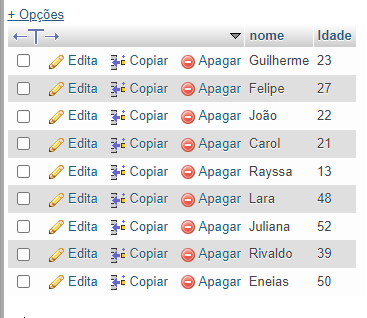 + Opções
nome Idade
Edita Copiar Apagar Guilherme 23
Edita Copiar Apagar Felipe 27
Edita Copiar Apagar João 22
Edita Copiar Apagar Carol 21
Edita Copiar Apagar Rayssa 13
Edita Copiar Apagar Lara 48
Edita Copiar Apagar Juliana 52
Edita Copiar Apagar Rivaldo 39
Edita Copiar Apagar Eneias 50